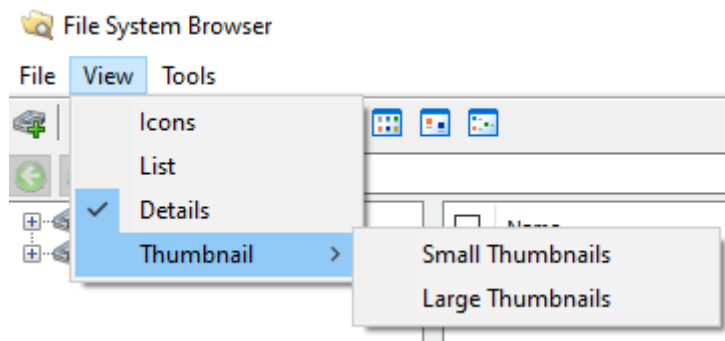 File System Browser
File View Tools
Icons
List
Details
Thumbnail
Small Thumbnails
Large Thumbnails